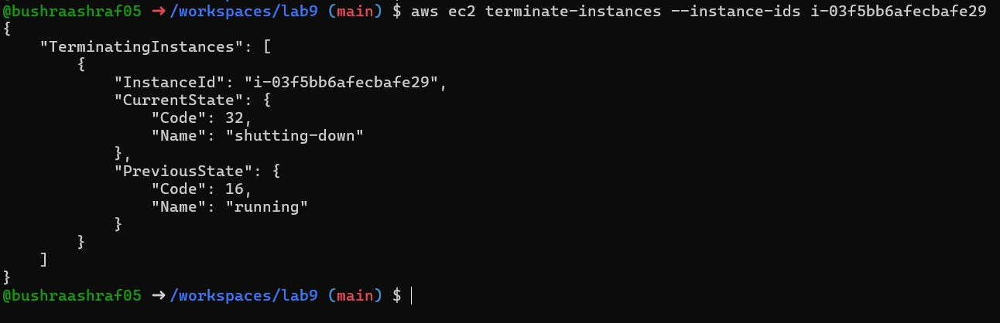 @bushraashraf05 ➜ /workspaces/lab9 (main) $ aws ec2 terminate-instances --instance-ids i-03f5bb6afecbafe29
{
    "TerminatingInstances": [
        {
            "InstanceId": "i-03f5bb6afecbafe29",
            "CurrentState": {
                "Code": 32,
                "Name": "shutting-down"
            },
            "PreviousState": {
                "Code": 16,
                "Name": "running"
            }
        }
    ]
}
@bushraashraf05 ➜ /workspaces/lab9 (main) $